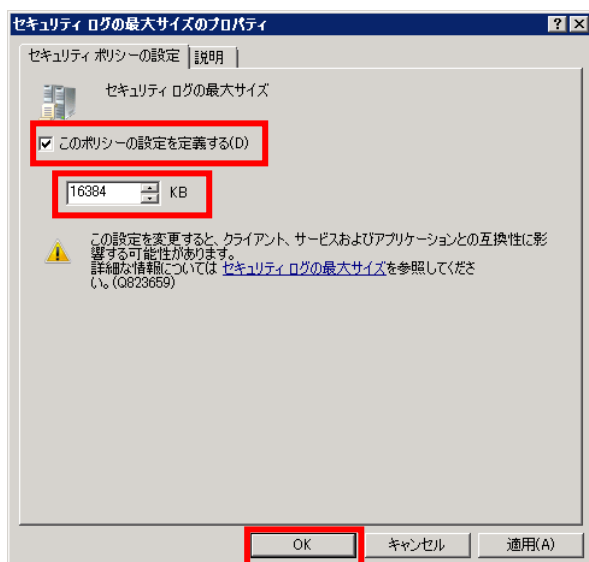 セキュリティ ログの最大サイズのプロパティ
セキュリティ ポリシーの設定 説明
セキュリティ ログの最大サイズ
このポリシーの設定を定義する(D)
16384 KB
この設定を変更すると、クライアント、サービスおよびアプリケーションとの互換性に影
響する可能性があります。
詳細な情報については セキュリティ ログの最大サイズを参照してくださ
い。(Q823659)
OK キャンセル 適用(A)